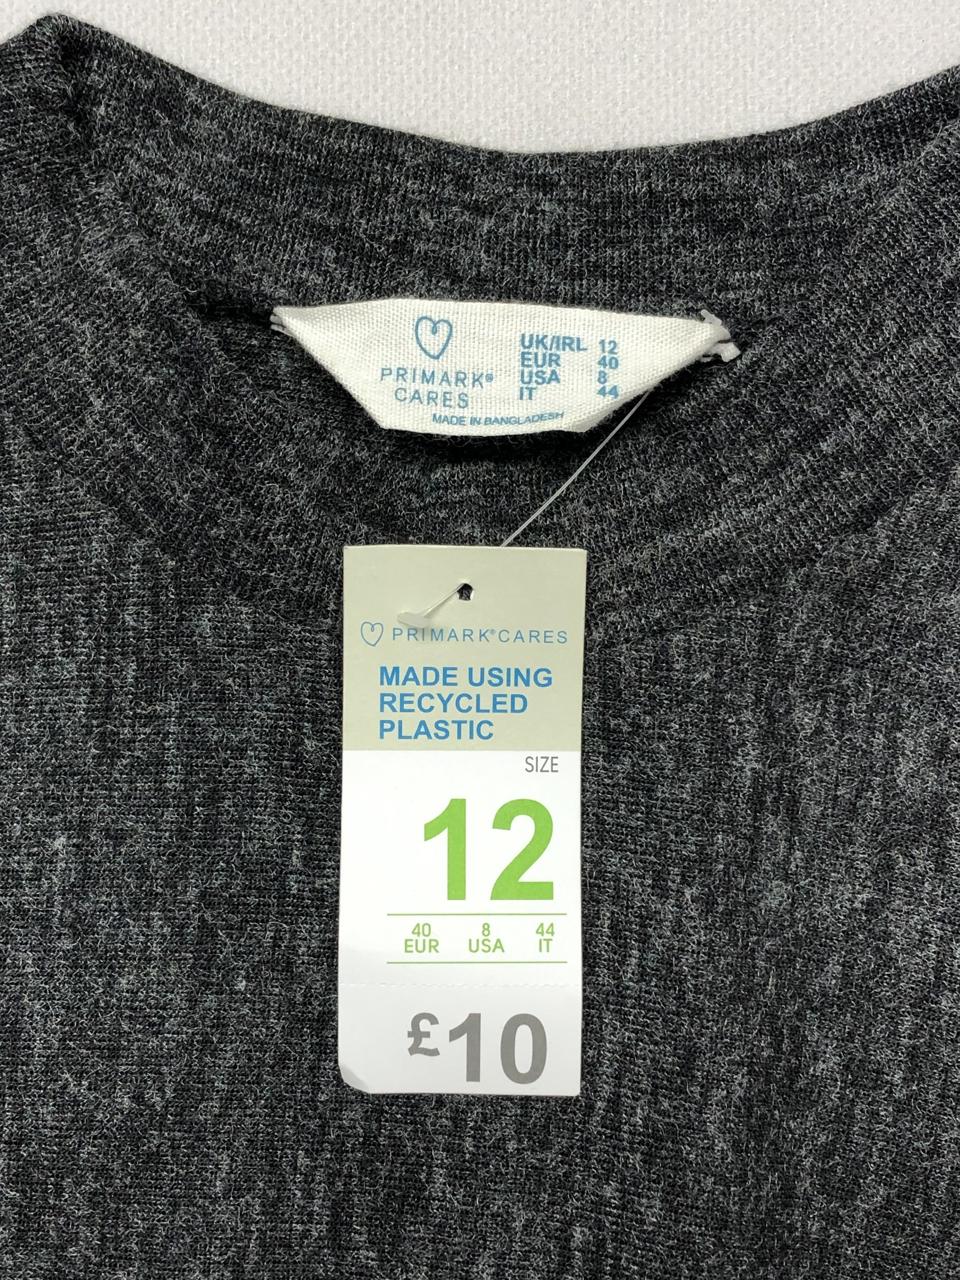 PRIMARK®
CARES
UK/IRL 12
EUR 40
USA 8
IT 44
MADE IN BANGLADESH
PRIMARK®CARES
MADE USING
RECYCLED
PLASTIC
SIZE
12
40 8 44
EUR USA IT
£10